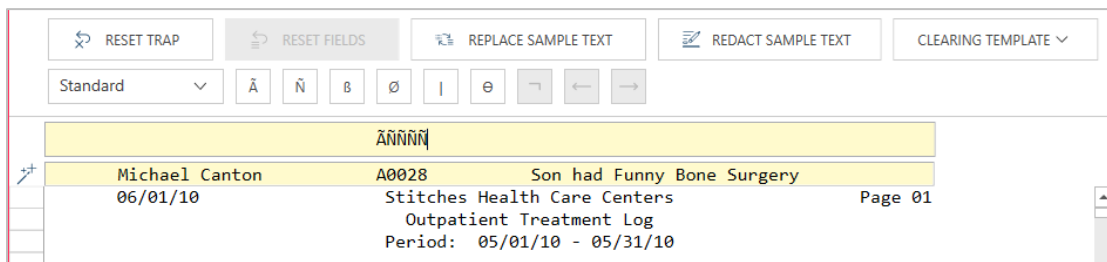 RESET TRAP RESET FIELDS REPLACE SAMPLE TEXT REDACT SAMPLE TEXT CLEARING TEMPLATE
Standard Ã Ñ ß Ø | ɵ ¬ ← →
ÃÑÑÑÑ
Michael Canton A0028 Son had Funny Bone Surgery
06/01/10 Stitches Health Care Centers Page 01
Outpatient Treatment Log
Period: 05/01/10 - 05/31/10